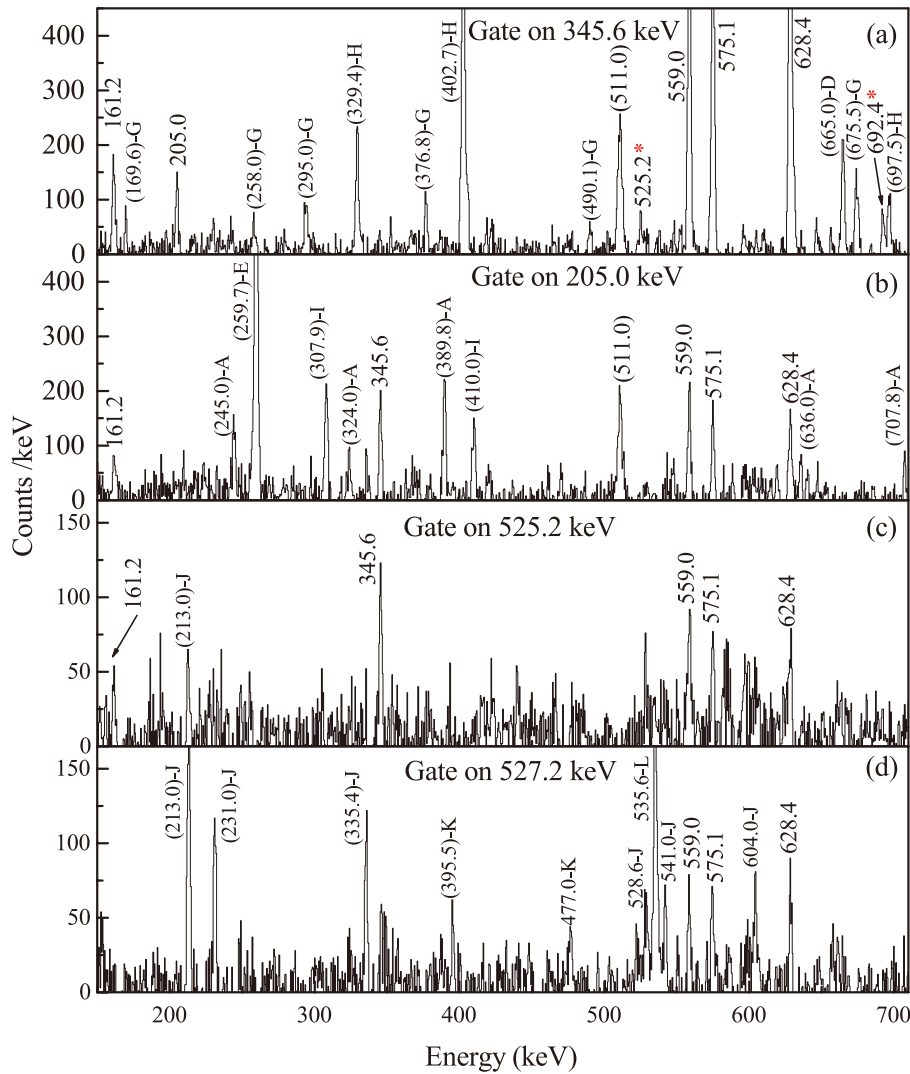 Counts /keV
450
400
300
200
100
0
Gate on 345.6 keV
(a)
161.2
(169.6)-G
205.0
(258.0)-G
(295.0)-G
(329.4)-H
(376.8)-G
(402.7)-H
(490.1)-G
(511.0)
525.2 *
559.0
575.1
628.4
(665.0)-D
(675.5)-G
692.4 *
(697.5)-H
400
300
200
100
0
Gate on 205.0 keV
(b)
161.2
(245.0)-A
(259.7)-E
(307.9)-I
(324.0)-A
345.6
(389.8)-A
(410.0)-I
(511.0)
559.0
575.1
628.4
(636.0)-A
(707.8)-A
150
100
50
0
Gate on 525.2 keV
(c)
161.2
(213.0)-J
345.6
559.0
575.1
628.4
150
100
50
0
Gate on 527.2 keV
(d)
(213.0)-J
(231.0)-J
(335.4)-J
(395.5)-K
477.0-K
528.6-J
535.6-L
541.0-J
559.0
575.1
604.0-J
628.4
200 300 400 500 600 700
Energy (keV)